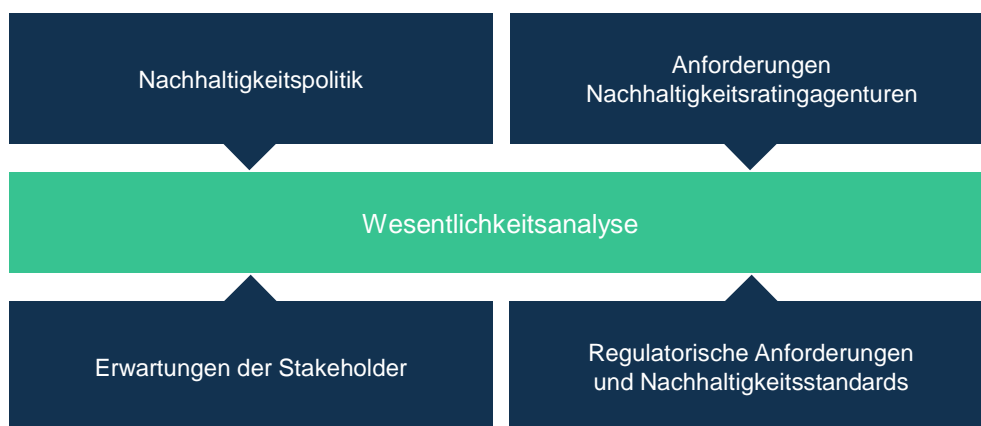 Nachhaltigkeitspolitik
Anforderungen
Nachhaltigkeitsratingagenturen
Wesentlichkeitsanalyse
Erwartungen der Stakeholder
Regulatorische Anforderungen
und Nachhaltigkeitsstandards